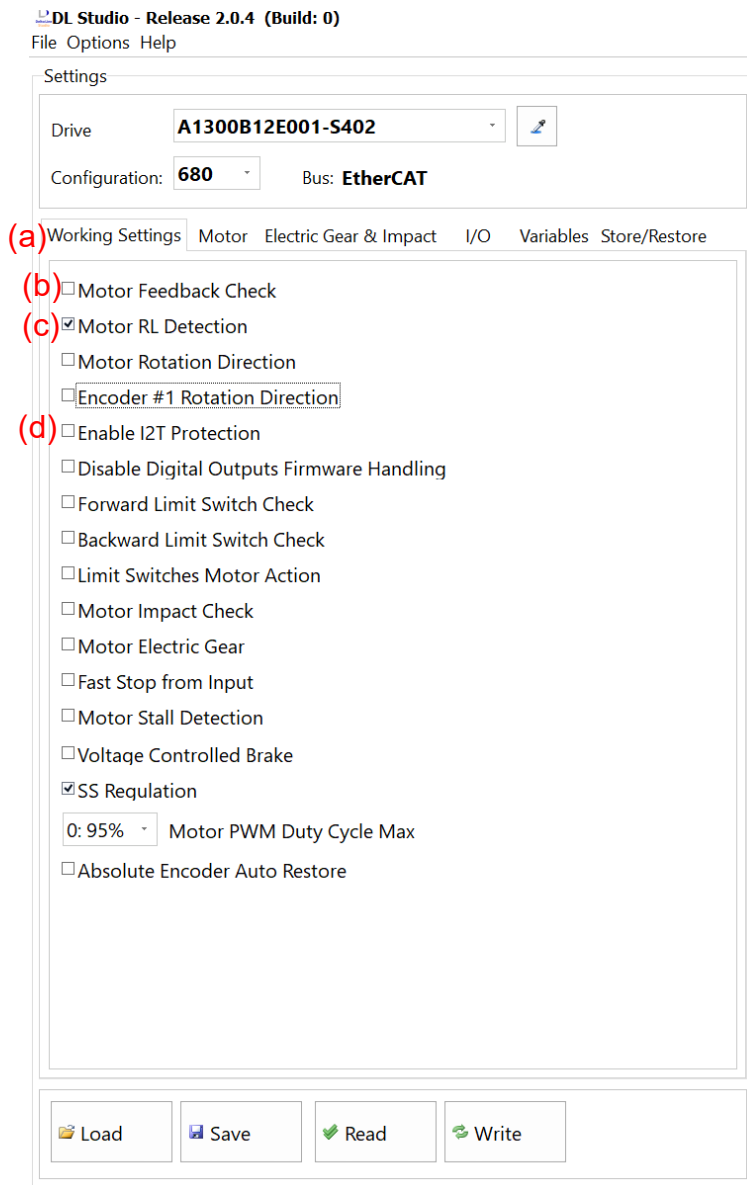 DL Studio - Release 2.0.4 (Build: 0)
File Options Help
Settings
Drive A1300B12E001-S402
Configuration: 680 Bus: EtherCAT
(a) Working Settings Motor Electric Gear & Impact I/O Variables Store/Restore
(b) Motor Feedback Check
(c) Motor RL Detection
Motor Rotation Direction
Encoder #1 Rotation Direction
(d) Enable I2T Protection
Disable Digital Outputs Firmware Handling
Forward Limit Switch Check
Backward Limit Switch Check
Limit Switches Motor Action
Motor Impact Check
Motor Electric Gear
Fast Stop from Input
Motor Stall Detection
Voltage Controlled Brake
SS Regulation
0: 95% Motor PWM Duty Cycle Max
Absolute Encoder Auto Restore
Load Save Read Write